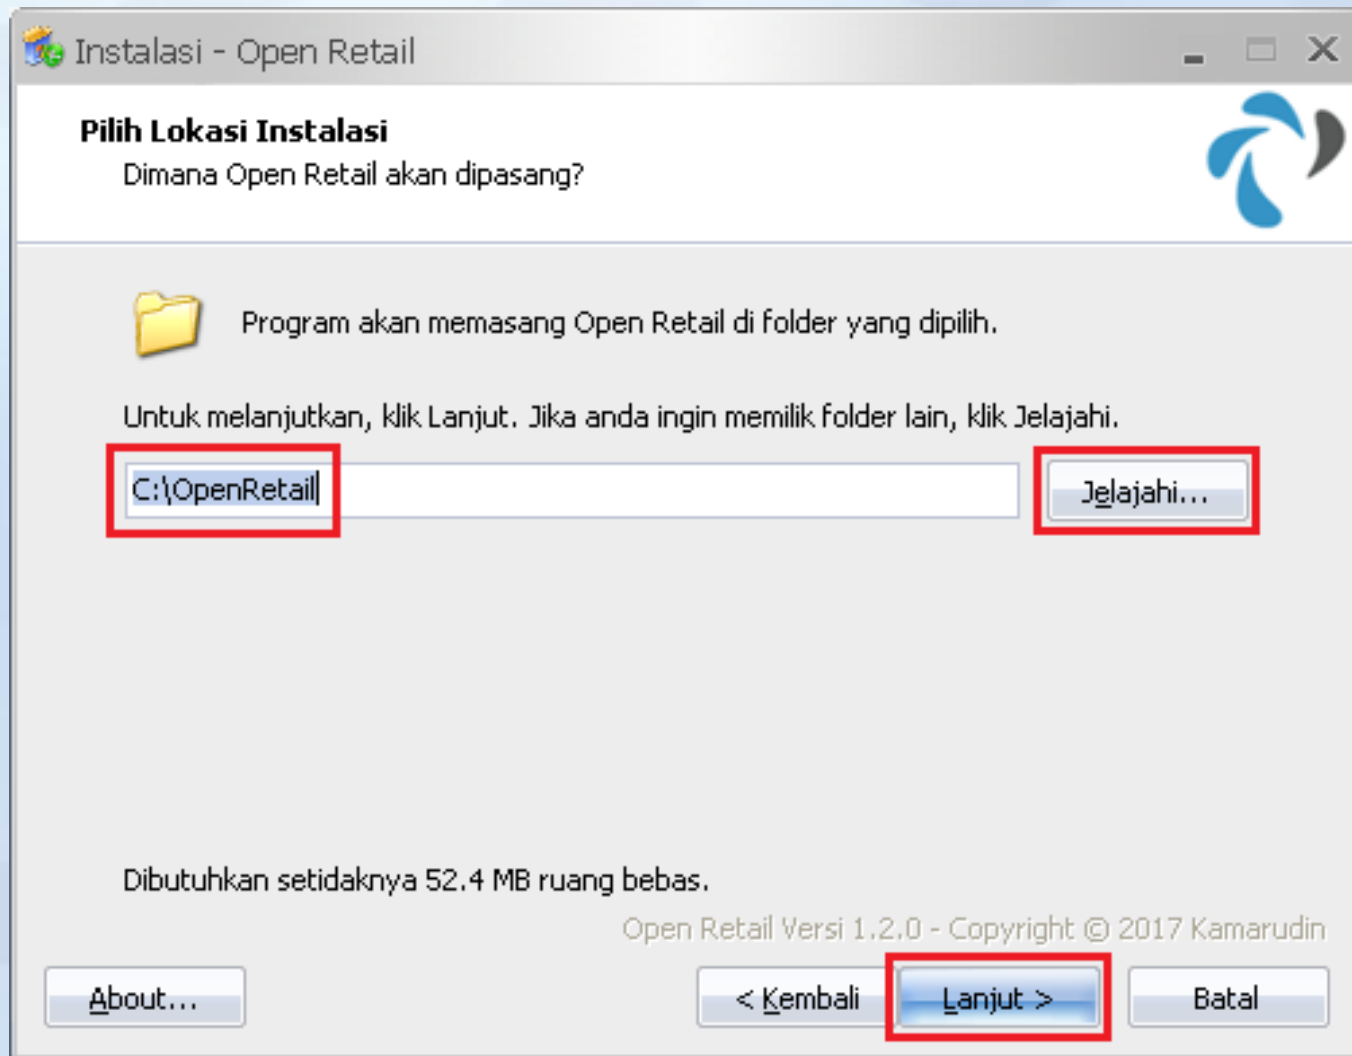 Instalasi - Open Retail
Pilih Lokasi Instalasi
Dimana Open Retail akan dipasang?
Program akan memasang Open Retail di folder yang dipilih.
Untuk melanjutkan, klik Lanjut. Jika anda ingin memilik folder lain, klik Jelajahi.
C:\OpenRetail
Jelajahi...
Dibutuhkan setidaknya 52.4 MB ruang bebas.
Open Retail Versi 1.2.0 - Copyright © 2017 Kamarudin
About...
< Kembali
Lanjut >
Batal